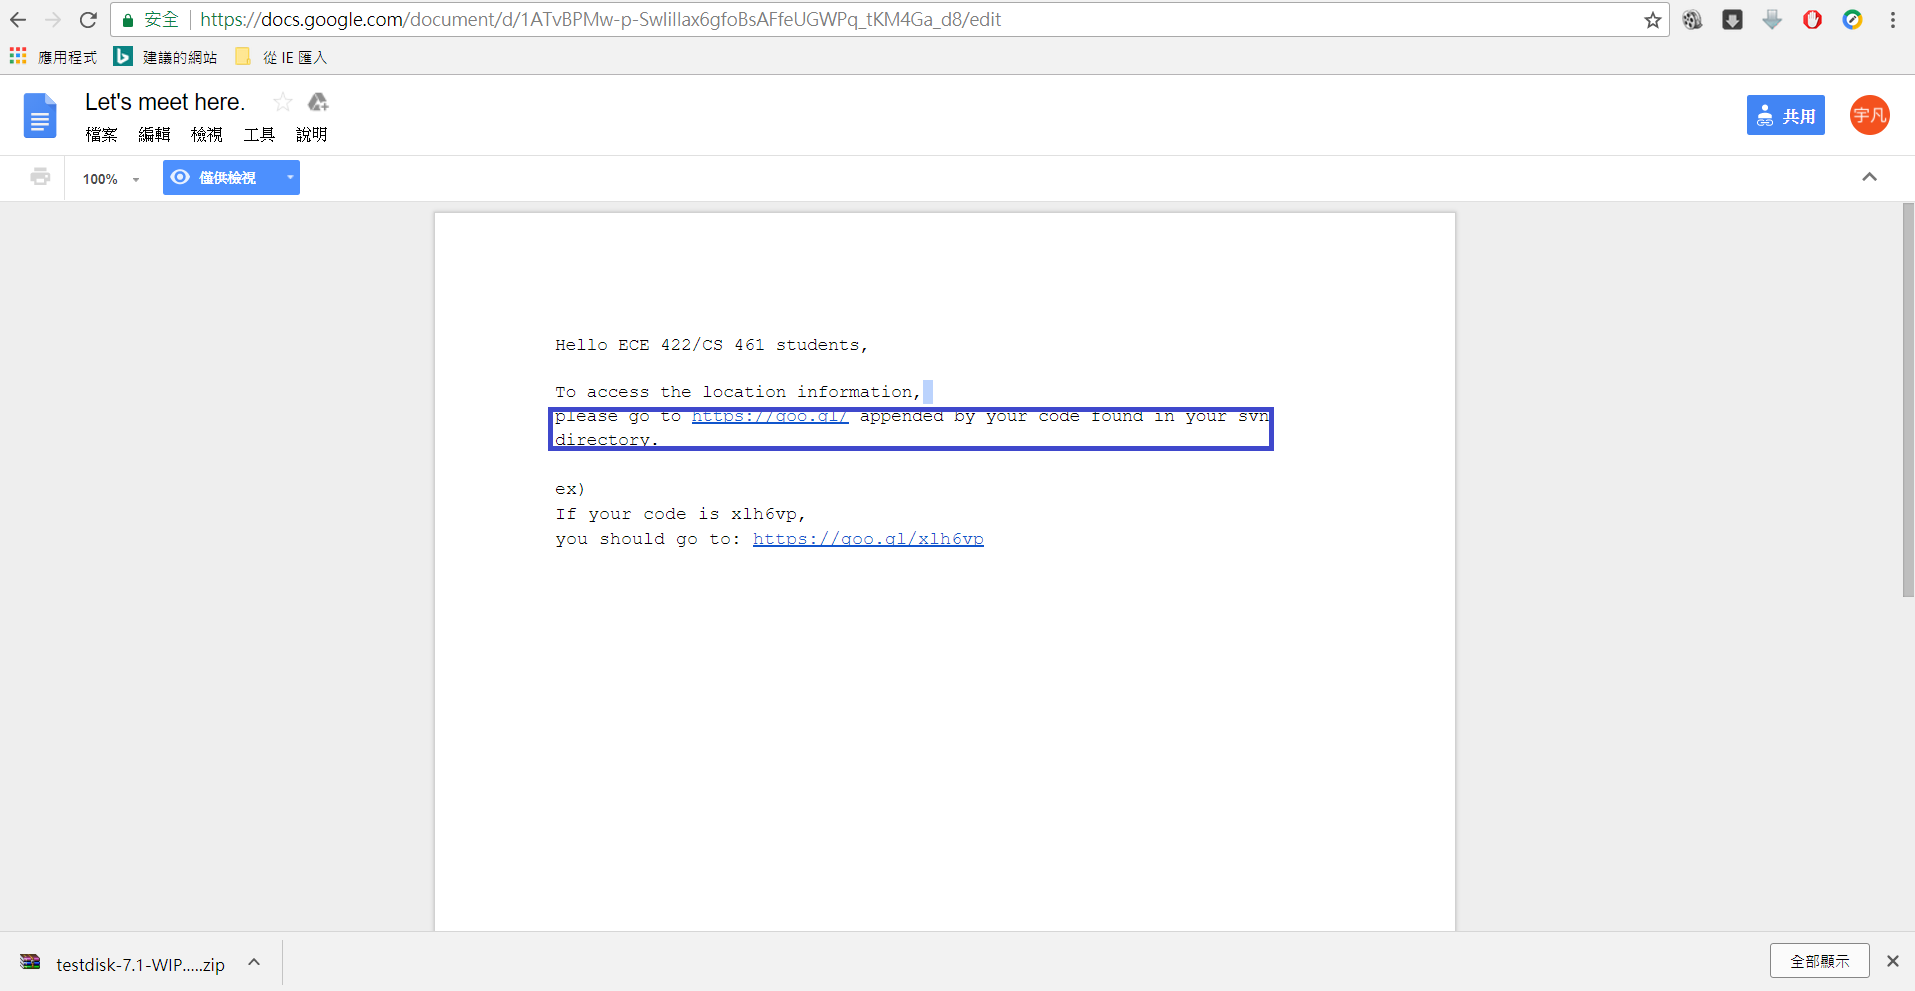 安全 https://docs.google.com/document/d/1ATvBPMw-p-Swlillax6gfoBsAFfeUGWPq_tKM4Ga_d8/edit
應用程式 建議的網站 從 IE 匯入
Let's meet here.
檔案 編輯 檢視 工具 說明
共用 宇凡
100% 僅供檢視
Hello ECE 422/CS 461 students,
To access the location information,
please go to https://goo.gl/ appended by your code found in your svn
directory.
ex)
If your code is xlh6vp,
you should go to: https://goo.gl/xlh6vp
testdisk-7.1-WIP.....zip 全部顯示